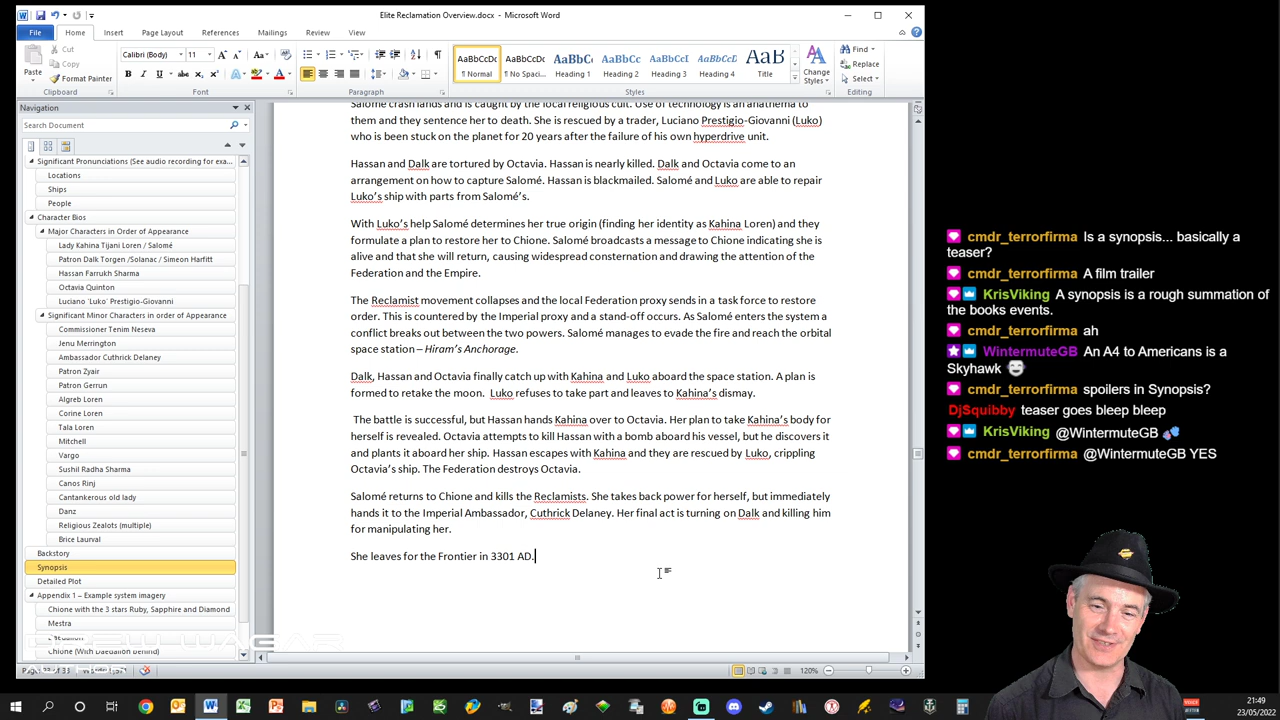 Elite Reclamation Overview.docx - Microsoft Word
File
Home
Insert
Page Layout
References
Mailings
Review
View
Paste
Cut
Copy
Format Painter
Clipboard
Calibri (Body)
11
Font
Paragraph
AaBbCcDc
¶ Normal
AaBbCcDc
¶ No Spaci...
AaBbCc
Heading 1
AaBbCc
Heading 2
AaBbCcI
Heading 3
AaBbCcD
Heading 4
AaB
Title
Change
Styles
Styles
Find
Replace
Select
Editing
Navigation
Search Document
Significant Pronunciations (See audio recording for exa...
Locations
Ships
People
Character Bios
Major Characters in Order of Appearance
Lady Kahina Tijani Loren / Salomé
Patron Dalk Torgen /Solanac / Simeon Harfitt
Hassan Farrukh Sharma
Octavia Quinton
Luciano `Luko` Prestigio-Giovanni
Significant Minor Characters in order of Appearance
Commissioner Tenim Neseva
Jenu Merrington
Ambassador Cuthrick Delaney
Patron Zyair
Patron Gerrun
Algreb Loren
Corine Loren
Tala Loren
Mitchell
Vargo
Sushil Radha Sharma
Canos Rinj
Cantankerous old lady
Danz
Religious Zealots (multiple)
Brice Laurval
Backstory
Synopsis
Detailed Plot
Appendix 1 – Example system imagery
Chione with the 3 stars Ruby, Sapphire and Diamond
Mestra
Chione (With Daedalion behind)
Salomé crash lands and is caught by the local religious cult. Use of technology is an anathema to
them and they sentence her to death. She is rescued by a trader, Luciano Prestigio-Giovanni (Luko)
who is been stuck on the planet for 20 years after the failure of his own hyperdrive unit.
Hassan and Dalk are tortured by Octavia. Hassan is nearly killed. Dalk and Octavia come to an
arrangement on how to capture Salomé. Hassan is blackmailed. Salomé and Luko are able to repair
Luko's ship with parts from Salomé's.
With Luko's help Salomé determines her true origin (finding her identity as Kahina Loren) and they
formulate a plan to restore her to Chione. Salomé broadcasts a message to Chione indicating she is
alive and that she will return, causing widespread consternation and drawing the attention of the
Federation and the Empire.
The Reclamist movement collapses and the local Federation proxy sends in a task force to restore
order. This is countered by the Imperial proxy and a stand-off occurs. As Salomé enters the system a
conflict breaks out between the two powers. Salomé manages to evade the fire and reach the orbital
space station – Hiram's Anchorage.
Dalk, Hassan and Octavia finally catch up with Kahina and Luko aboard the space station. A plan is
formed to retake the moon.  Luko refuses to take part and leaves to Kahina's dismay.
The battle is successful, but Hassan hands Kahina over to Octavia. Her plan to take Kahina's body for
herself is revealed. Octavia attempts to kill Hassan with a bomb aboard his vessel, but he discovers it
and plants it aboard her ship. Hassan escapes with Kahina and they are rescued by Luko, crippling
Octavia's ship. The Federation destroys Octavia.
Salomé returns to Chione and kills the Reclamists. She takes back power for herself, but immediately
hands it to the Imperial Ambassador, Cuthrick Delaney. Her final act is turning on Dalk and killing him
for manipulating her.
She leaves for the Frontier in 3301 AD.
120%
cmdr_terrorfirma Is a synopsis... basically a
teaser?
cmdr_terrorfirma A film trailer
KrisViking A synopsis is a rough summation of
the books events.
cmdr_terrorfirma ah
WintermuteGB An A4 to Americans is a
Skyhawk
cmdr_terrorfirma spoilers in Synopsis?
DjSquibby teaser goes bleep bleep
KrisViking @WintermuteGB
cmdr_terrorfirma @WintermuteGB YES
DREW WAGAR
21:49
23/05/2022